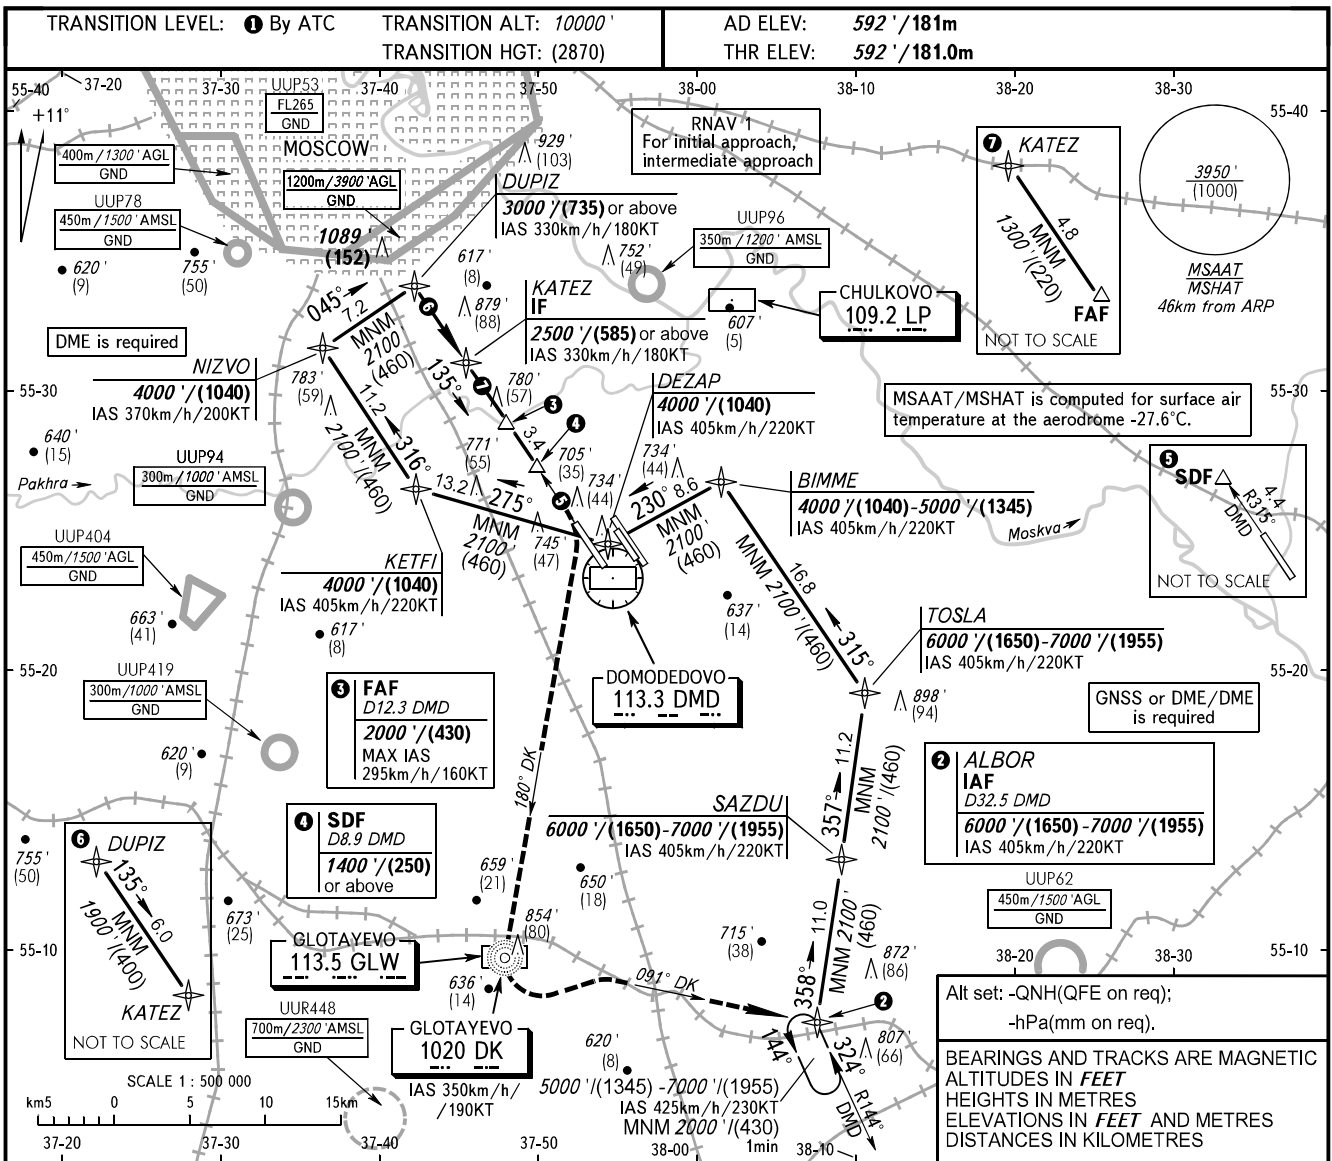 TRANSITION LEVEL: ❶ By ATC
TRANSITION ALT: 10000 '
TRANSITION HGT: (2870)
AD ELEV: 592 '/181m
THR ELEV: 592 '/181.0m
55-40
37-20
37-30
37-40
37-50
38-00
38-10
38-20
38-30
55-40
+11°
UUP53
FL265
GND
MOSCOW
400m/1300 'AGL
GND
1200m/3900 'AGL
GND
UUP78
450m/1500 'AMSL
GND
929 '
(103)
RNAV 1
For initial approach,
intermediate approach
❼ KATEZ
4.8
MNM
1300'/(220)
FAF
NOT TO SCALE
3950 '
(1000)
MSAAT
MSHAT
46km from ARP
DUPIZ
3000 '/(735) or above
IAS 330km/h/180KT
UUP96
350m/1200' AMSL
GND
1089 '
(152)
617 '
(8)
752 '
(49)
620 '
(9)
755 '
(50)
879 '
(88)
KATEZ
IF
2500 '/(585) or above
IAS 330km/h/180KT
607 '
(5)
CHULKOVO
109.2 LP
DME is required
045°
7.2
MNM
2100'
(460)
❻
135°
❼
NIZVO
4000 '/(1040)
IAS 370km/h/200KT
783 '
(59)
780 '
(57)
❸
❹
DEZAP
4000 '/(1040)
IAS 405km/h/220KT
55-30
55-30
MSAAT/MSHAT is computed for surface air
temperature at the aerodrome -27.6°C.
640 '
(15)
Pakhra
UUP94
300m/1000 'AMSL
GND
11.2
316°
MNM
2100'/(460)
771 '
(55)
3.4
705 '
(35)
734 '
(44)
734 '
(44)
❺
13.2
275°
MNM
2100'
(460)
745 '
(47)
230°
8.6
MNM
2100'
(460)
BIMME
4000 '/(1040)-5000 '/(1345)
IAS 405km/h/220KT
Moskva
❺
SDF
4.4
R315°
DMD
NOT TO SCALE
UUP404
450m/1500 'AGL
GND
KETFI
4000 '/(1040)
IAS 405km/h/220KT
663 '
(41)
617 '
(8)
637 '
(14)
16.8
315°
MNM 2100'/(460)
TOSLA
6000 '/(1650)-7000 '/(1955)
IAS 405km/h/220KT
55-20
55-20
UUP419
300m/1000 'AMSL
GND
❸ FAF
D12.3 DMD
2000 '/(430)
MAX IAS
295km/h/160KT
DOMODEDOVO
113.3 DMD
898 '
(94)
GNSS or DME/DME
is required
620 '
(9)
180° DK
❷ ALBOR
IAF
D32.5 DMD
6000 '/(1650)-7000 '/(1955)
IAS 405km/h/220KT
11.2
357°
MNM
2100'/(460)
SAZDU
6000 '/(1650)-7000 '/(1955)
IAS 405km/h/220KT
❹ SDF
D8.9 DMD
1400 '/(250)
or above
755 '
(50)
❻
DUPIZ
135°
6.0
MNM
1900'/(400)
KATEZ
NOT TO SCALE
673 '
(25)
659 '
(21)
650 '
(18)
UUP62
450m/1500 'AGL
GND
854 '
(80)
715 '
(38)
11.0
358°
MNM 2100'
(460)
872 '
(86)
55-10
55-10
38-20
38-30
GLOTAYEVO
113.5 GLW
636 '
(14)
091° DK
❷
Alt set: -QNH(QFE on req);
-hPa(mm on req).
UUR448
700m/2300 'AMSL
GND
GLOTAYEVO
1020 DK
IAS 350km/h/
/190KT
620 '
(8)
144°
324°
807 '
(66)
R144°
DMD
5000 '/(1345) -7000 '/(1955)
IAS 425km/h/230KT
MNM 2000 '/(430)
1min
BEARINGS AND TRACKS ARE MAGNETIC
ALTITUDES IN FEET
HEIGHTS IN METRES
ELEVATIONS IN FEET AND METRES
DISTANCES IN KILOMETRES
SCALE 1 : 500 000
km5 0 5 10 15km
37-20
37-30
37-40
37-50
38-00
38-10